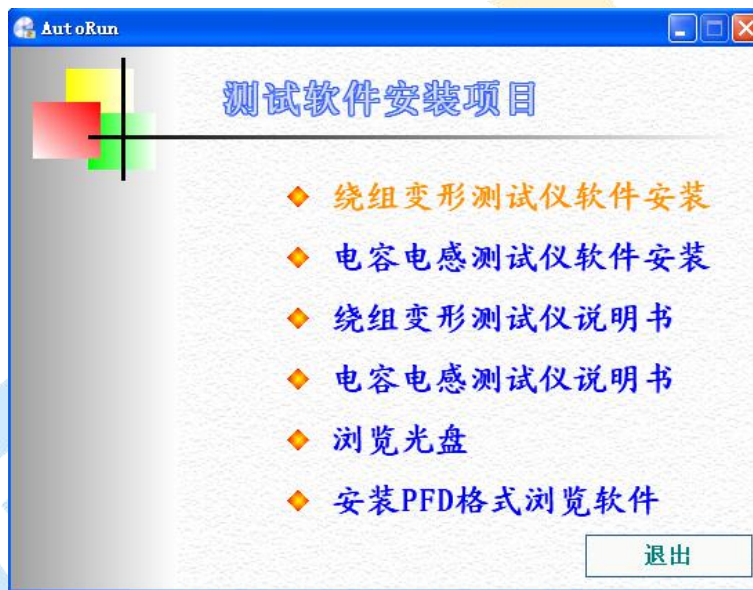 AutoRun
测试软件安装项目
绕组变形测试仪软件安装
电容电感测试仪软件安装
绕组变形测试仪说明书
电容电感测试仪说明书
浏览光盘
安装PFD格式浏览软件
退出